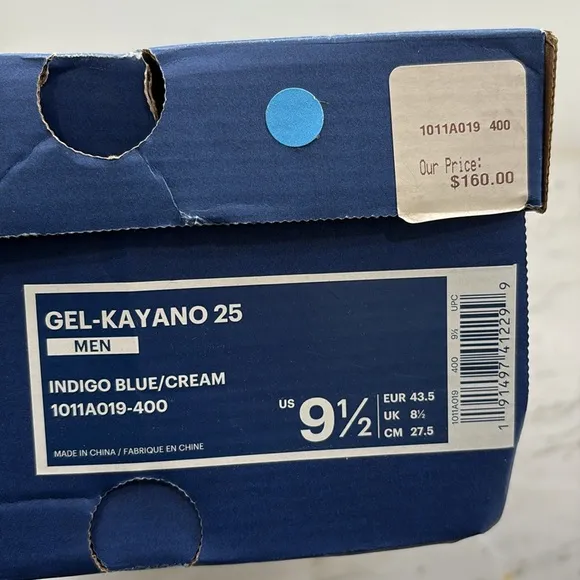 1011A019 400
Our Price:
$160.00
GEL-KAYANO 25
MEN
INDIGO BLUE/CREAM
1011A019-400
MADE IN CHINA / FABRIQUE EN CHINE
US 9½
EUR 43.5
UK 8½
CM 27.5
1011A019 400 9½ UPC
1 91497 41229 9